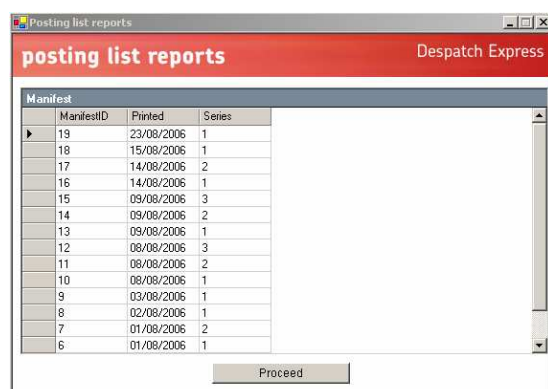 Posting list reports
posting list reports Despatch Express
Manifest
ManifestID Printed Series
19 23/08/2006 1
18 15/08/2006 1
17 14/08/2006 2
16 14/08/2006 1
15 09/08/2006 3
14 09/08/2006 2
13 09/08/2006 1
12 08/08/2006 3
11 08/08/2006 2
10 08/08/2006 1
9 03/08/2006 1
8 02/08/2006 1
7 01/08/2006 2
6 01/08/2006 1
Proceed